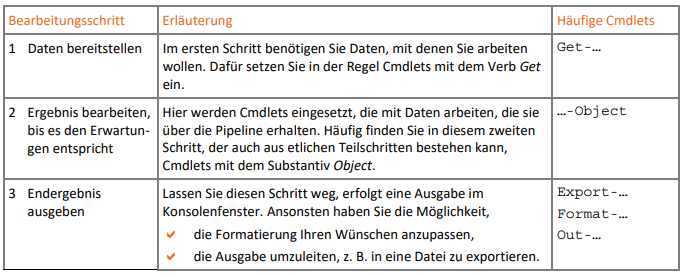 Bearbeitungsschritt Erläuterung Häufige Cmdlets
1 Daten bereitstellen
Im ersten Schritt benötigen Sie Daten, mit denen Sie arbeiten
wollen. Dafür setzen Sie in der Regel Cmdlets mit dem Verb Get
ein.
Get-…
2 Ergebnis bearbeiten,
bis es den Erwartun-
gen entspricht
Hier werden Cmdlets eingesetzt, die mit Daten arbeiten, die sie
über die Pipeline erhalten. Häufig finden Sie in diesem zweiten
Schritt, der auch aus etlichen Teilschritten bestehen kann,
Cmdlets mit dem Substantiv Object.
…-Object
3 Endergebnis
ausgeben
Lassen Sie diesen Schritt weg, erfolgt eine Ausgabe im
Konsolenfenster. Ansonsten haben Sie die Möglichkeit,
die Formatierung Ihren Wünschen anzupassen,
die Ausgabe umzuleiten, z. B. in eine Datei zu exportieren.
Export-…
Format-…
Out-…